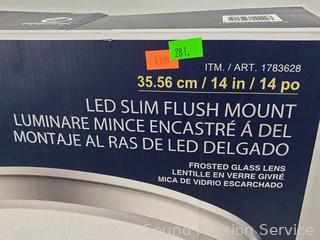 281.
ITM. / ART. 1783628
35.56 cm / 14 in / 14 po
LED SLIM FLUSH MOUNT
LUMINARE MINCE ENCASTRÉ Á DEL
MONTAJE AL RAS DE LED DELGADO
FROSTED GLASS LENS
LENTILLE EN VERRE GIVRÉ
MICA DE VIDRIO ESCARCHADO